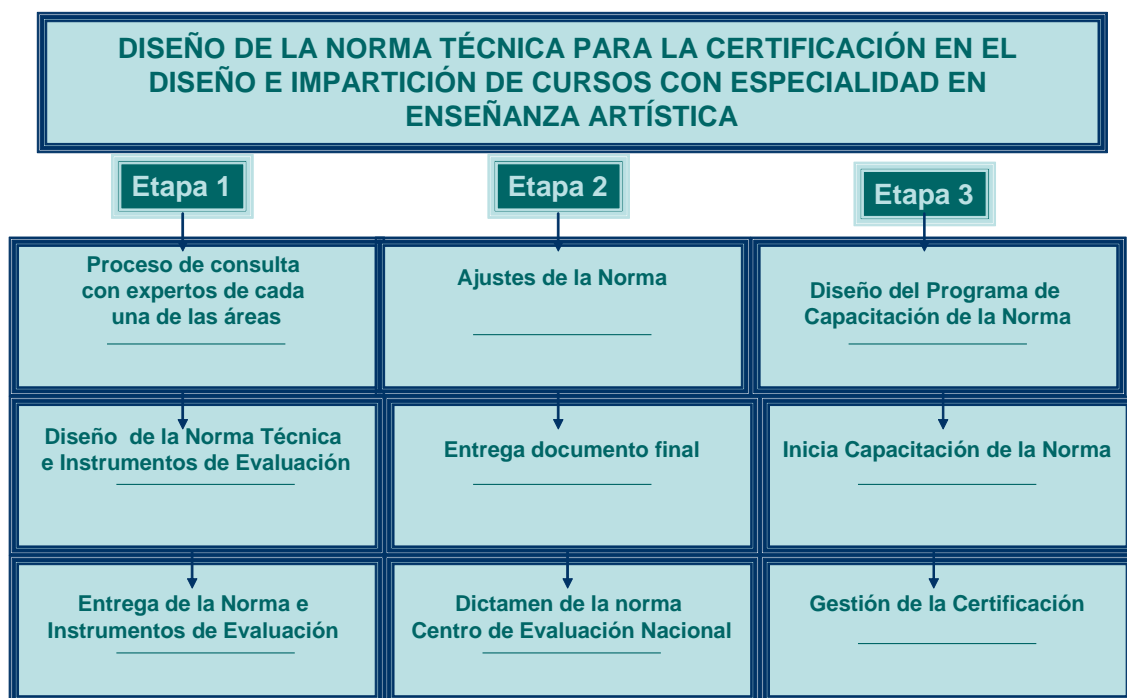 DISEÑO DE LA NORMA TÉCNICA PARA LA CERTIFICACIÓN EN EL
DISEÑO E IMPARTICIÓN DE CURSOS CON ESPECIALIDAD EN
ENSEÑANZA ARTÍSTICA
Etapa 1
Proceso de consulta
con expertos de cada
una de las áreas
Diseño de la Norma Técnica
e Instrumentos de Evaluación
Entrega de la Norma e
Instrumentos de Evaluación
Etapa 2
Ajustes de la Norma
Entrega documento final
Dictamen de la norma
Centro de Evaluación Nacional
Etapa 3
Diseño del Programa de
Capacitación de la Norma
Inicia Capacitación de la Norma
Gestión de la Certificación